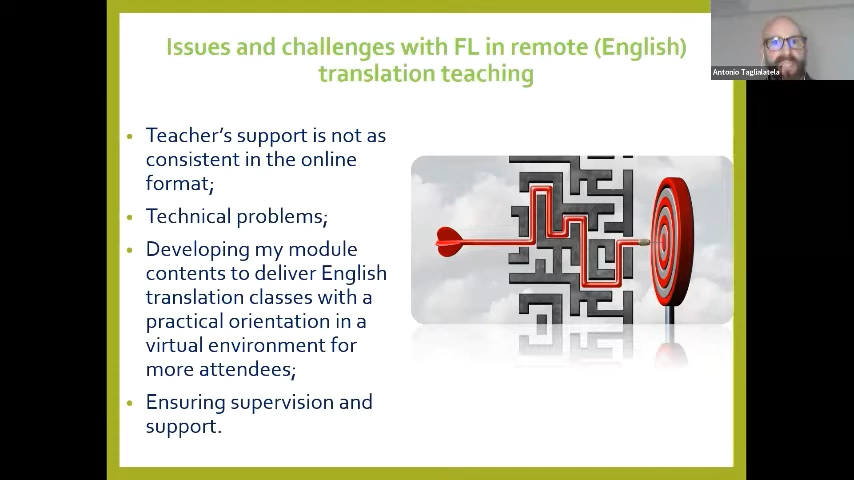 Issues and challenges with FL in remote (English)
translation teaching
Antonio Taglialatela
• Teacher's support is not as
consistent in the online
format;
• Technical problems;
• Developing my module
contents to deliver English
translation classes with a
practical orientation in a
virtual environment for
more attendees;
• Ensuring supervision and
support.